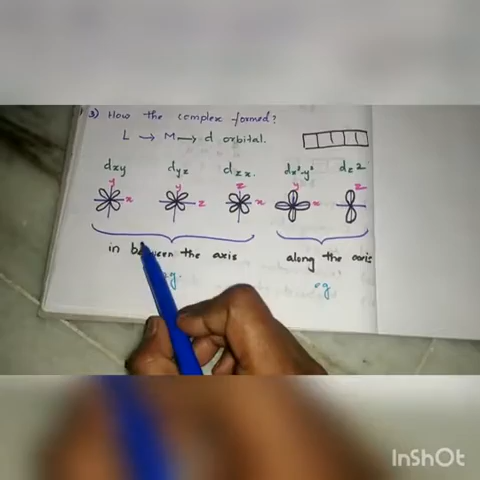 3) How the complex formed?
L → M → d orbital.
dxy dyz dzx. dx²-y² dz²
y y z y z
x z x x
in between the axis along the axis
eg
InShOt